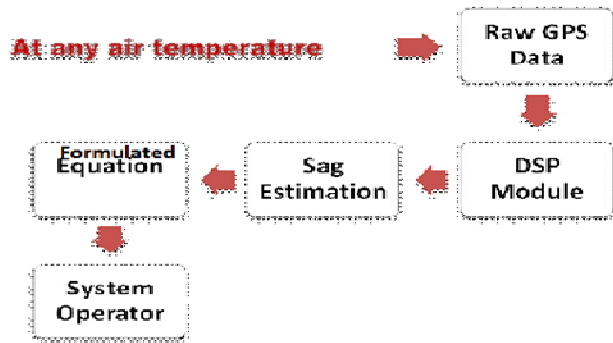 At any air temperature
Raw GPS
Data
Formulated
Equation
Sag
Estimation
DSP
Module
System
Operator